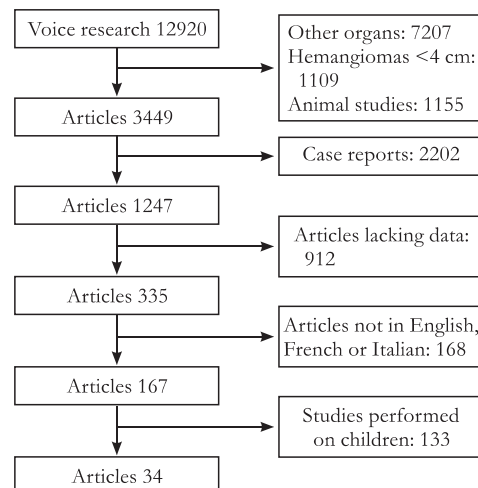 Voice research 12920
Other organs: 7207
Hemangiomas <4 cm:
1109
Animal studies: 1155
Articles 3449
Case reports: 2202
Articles 1247
Articles lacking data:
912
Articles 335
Articles not in English,
French or Italian: 168
Articles 167
Studies performed
on children: 133
Articles 34